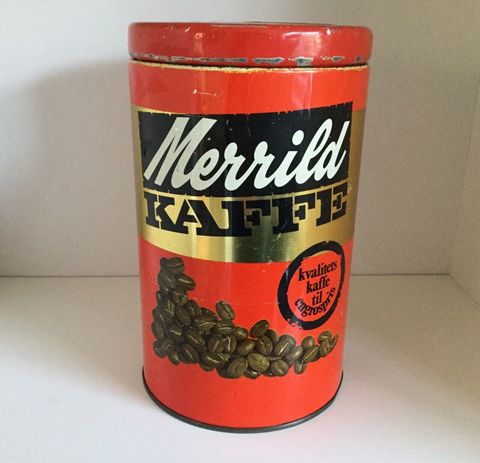 Merrild
KAFFE
kvalitets
kaffe
til
engrospris